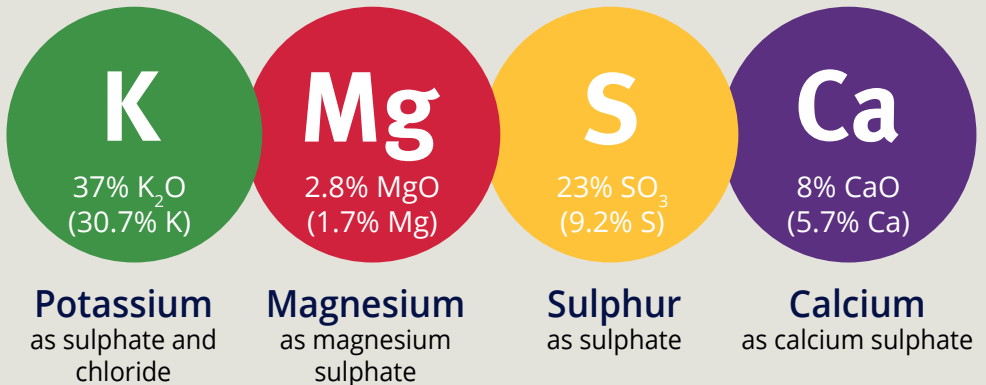 K
37% K₂O
(30.7% K)
Potassium
as sulphate and
chloride
Mg
2.8% MgO
(1.7% Mg)
Magnesium
as magnesium
sulphate
S
23% SO₃
(9.2% S)
Sulphur
as sulphate
Ca
8% CaO
(5.7% Ca)
Calcium
as calcium sulphate